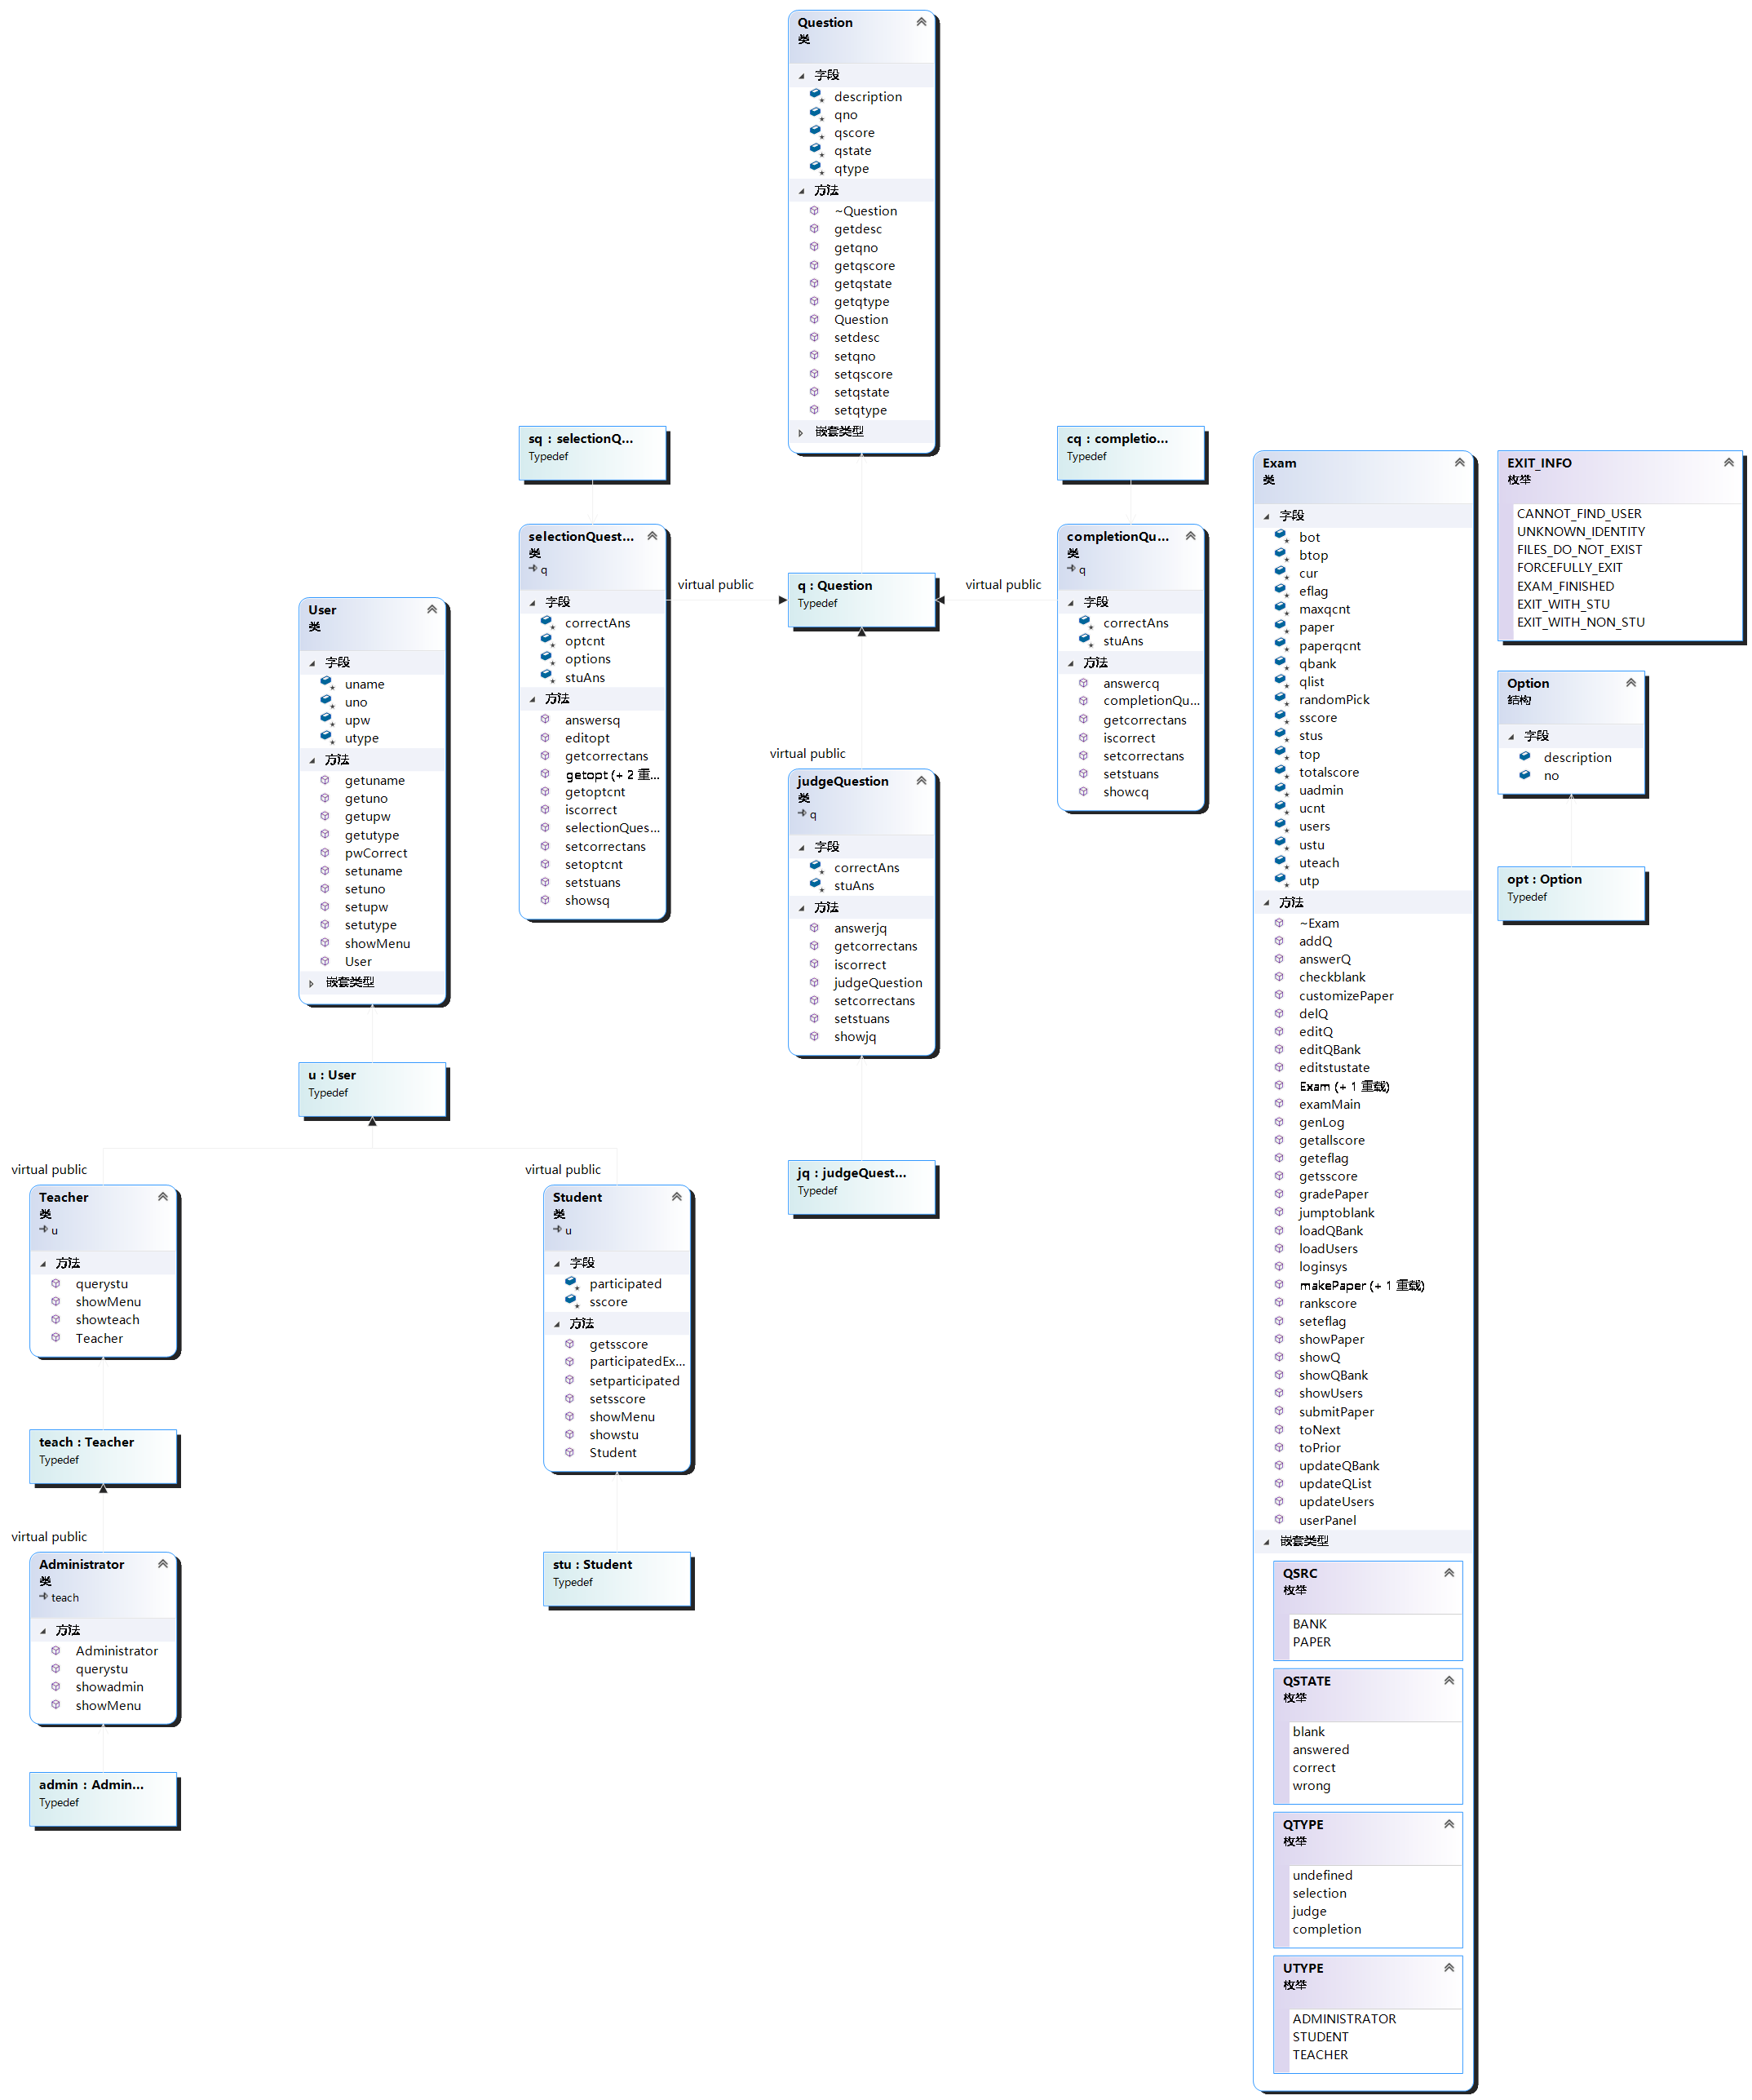 Question
类
字段
description
qno
qscore
qstate
qtype
方法
~Question
getdesc
getqno
getqscore
getqstate
getqtype
Question
setdesc
setqno
setqscore
setqstate
setqtype
嵌套类型
sq : selectionQ...
Typedef
cq : completio...
Typedef
selectionQuest...
类
q
字段
correctAns
optcnt
options
stuAns
方法
answersq
editopt
getcorrectans
getopt (+ 2 重...
getoptcnt
iscorrect
selectionQues...
setcorrectans
setoptcnt
setstuans
showsq
virtual public
q : Question
Typedef
virtual public
completionQu...
类
q
字段
correctAns
stuAns
方法
answercq
completionQu...
getcorrectans
iscorrect
setcorrectans
setstuans
showcq
User
类
字段
uname
uno
upw
utype
方法
getuname
getuno
getupw
getutype
pwCorrect
setuname
setuno
setupw
setutype
showMenu
User
嵌套类型
virtual public
judgeQuestion
类
q
字段
correctAns
stuAns
方法
answerjq
getcorrectans
iscorrect
judgeQuestion
setcorrectans
setstuans
showjq
jq : judgeQuest...
Typedef
u : User
Typedef
virtual public
virtual public
Teacher
类
u
方法
querystu
showMenu
showteach
Teacher
teach : Teacher
Typedef
virtual public
Administrator
类
teach
方法
Administrator
querystu
showadmin
showMenu
admin : Admin...
Typedef
Student
类
u
字段
participated
sscore
方法
getsscore
participatedEx...
setparticipated
setsscore
showMenu
showstu
Student
stu : Student
Typedef
Exam
类
字段
bot
btop
cur
eflag
maxqcnt
paper
paperqcnt
qbank
qlist
randomPick
sscore
stus
top
totalscore
uadmin
ucnt
users
ustu
uteach
utp
方法
~Exam
addQ
answerQ
checkblank
customizePaper
delQ
editQ
editQBank
editstustate
Exam (+ 1 重载)
examMain
genLog
getallscore
geteflag
getsscore
gradePaper
jumptoblank
loadQBank
loadUsers
loginsys
makePaper (+ 1 重载)
rankscore
seteflag
showPaper
showQ
showQBank
showUsers
submitPaper
toNext
toPrior
updateQBank
updateQList
updateUsers
userPanel
嵌套类型
QSRC
枚举
BANK
PAPER
QSTATE
枚举
blank
answered
correct
wrong
QTYPE
枚举
undefined
selection
judge
completion
UTYPE
枚举
ADMINISTRATOR
STUDENT
TEACHER
EXIT_INFO
枚举
CANNOT_FIND_USER
UNKNOWN_IDENTITY
FILES_DO_NOT_EXIST
FORCEFULLY_EXIT
EXAM_FINISHED
EXIT_WITH_STU
EXIT_WITH_NON_STU
Option
结构
字段
description
no
opt : Option
Typedef